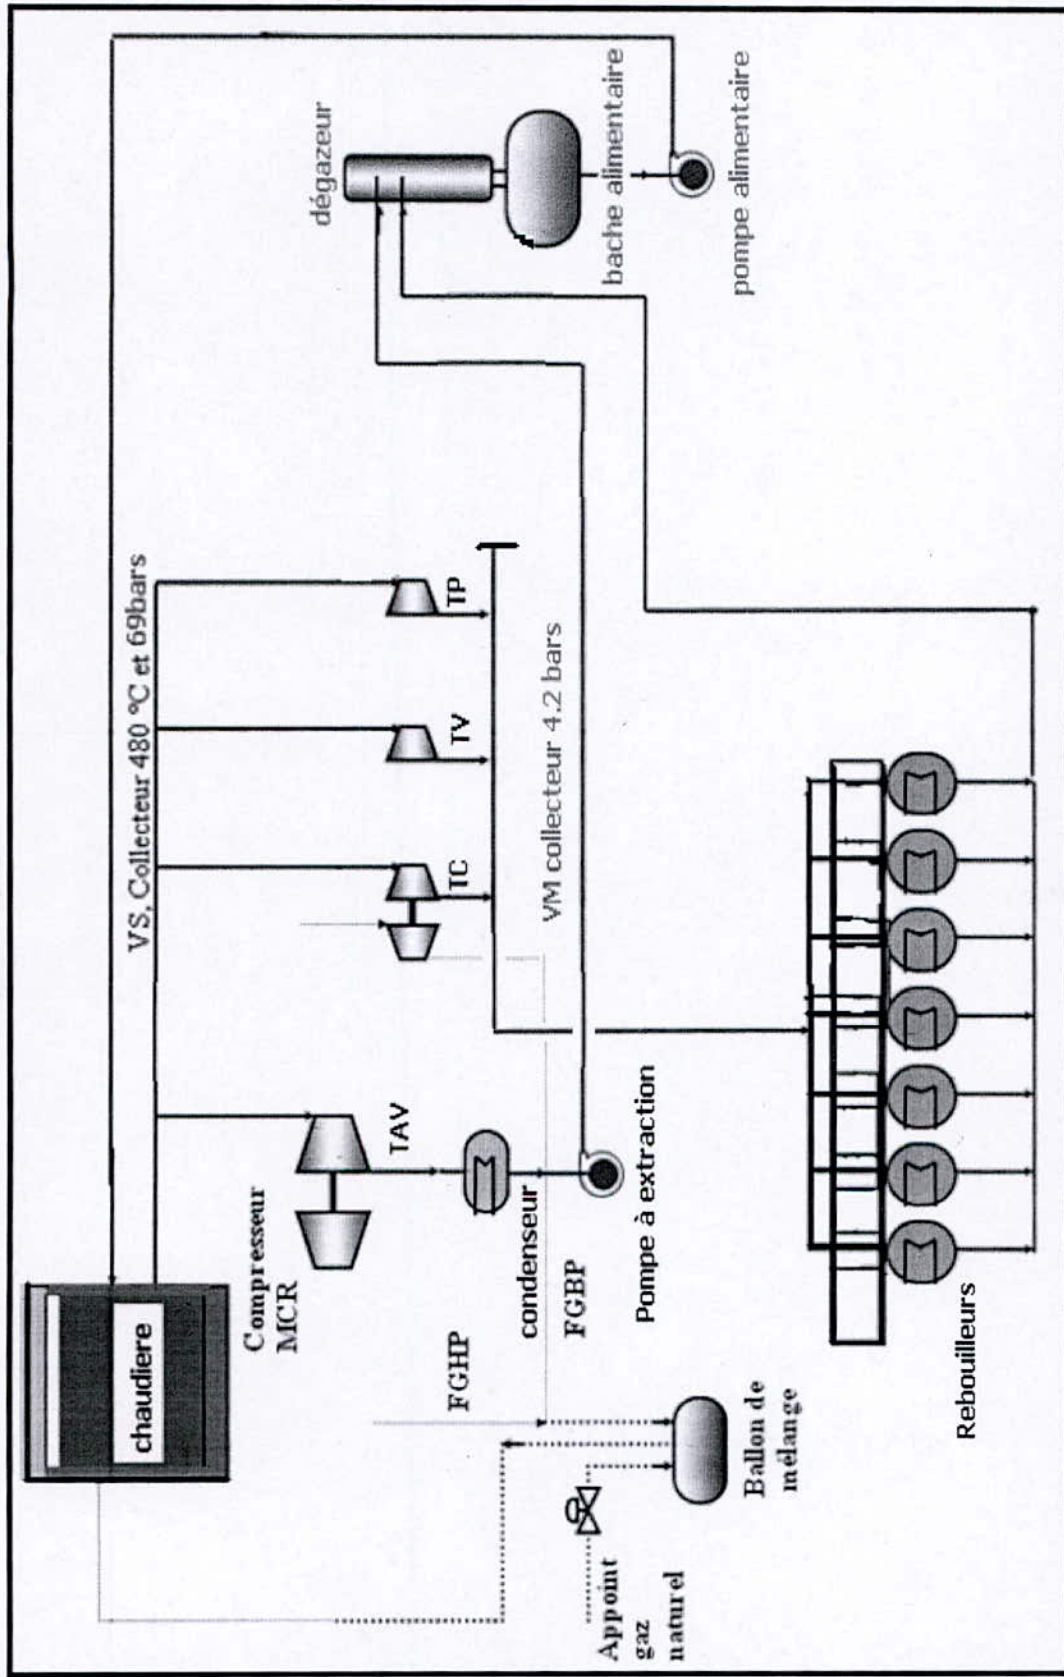 chaudiere
VS, Collecteur 480 °C et 69bars
Compresseur
MCR
TAV
TC
TV
TP
dégazeur
FGHP
condenseur
FGBP
VM collecteur 4.2 bars
bache alimentaire
pompe alimentaire
Pompe à extraction
Appoint
gaz
naturel
Ballon de
mélange
Rebouilleurs